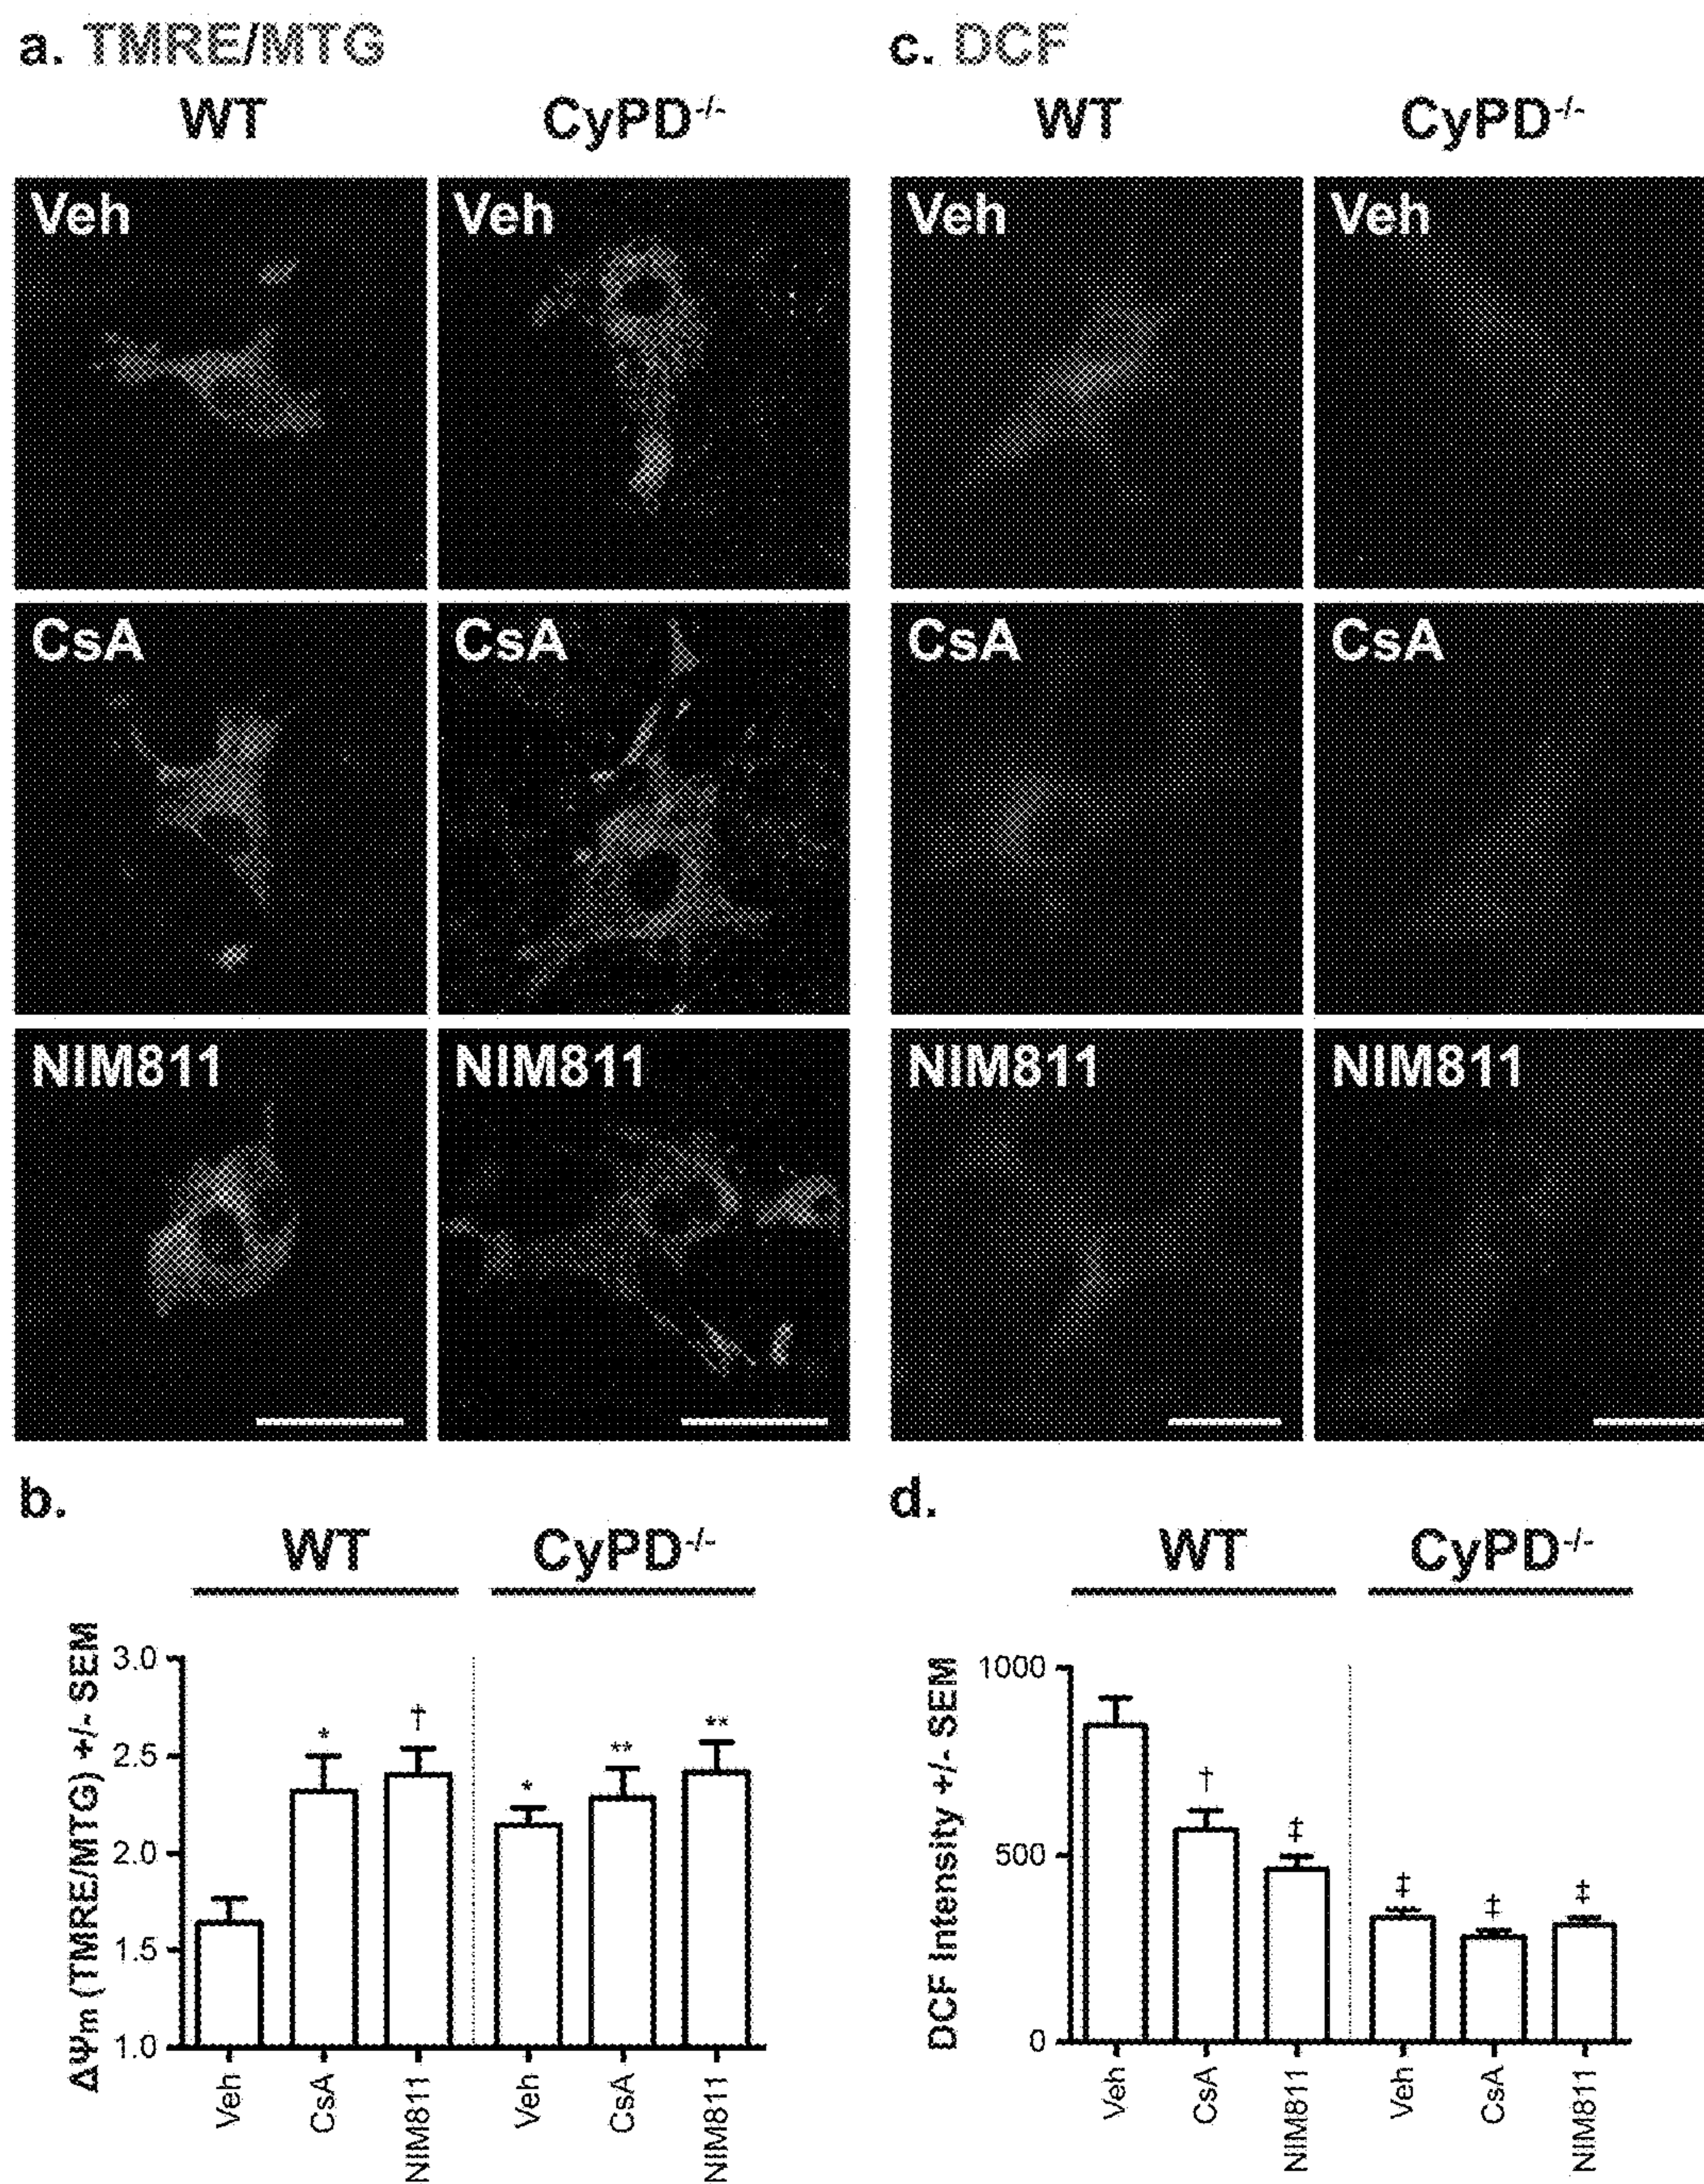 a. TMRE/MTG
WT CyPD-/-
Veh Veh
CsA CsA
NIM811 NIM811
c. DCF
WT CyPD-/-
Veh Veh
CsA CsA
NIM811 NIM811
b.
WT CyPD-/-
ΔΨm (TMRE/MTG) +/- SEM
3.0
2.5
2.0
1.5
1.0
* † * ** **
Veh CsA NIM811 Veh CsA NIM811
d.
WT CyPD-/-
DCF Intensity +/- SEM
1000
500
0
† ‡ ‡ ‡ ‡
Veh CsA NIM811 Veh CsA NIM811